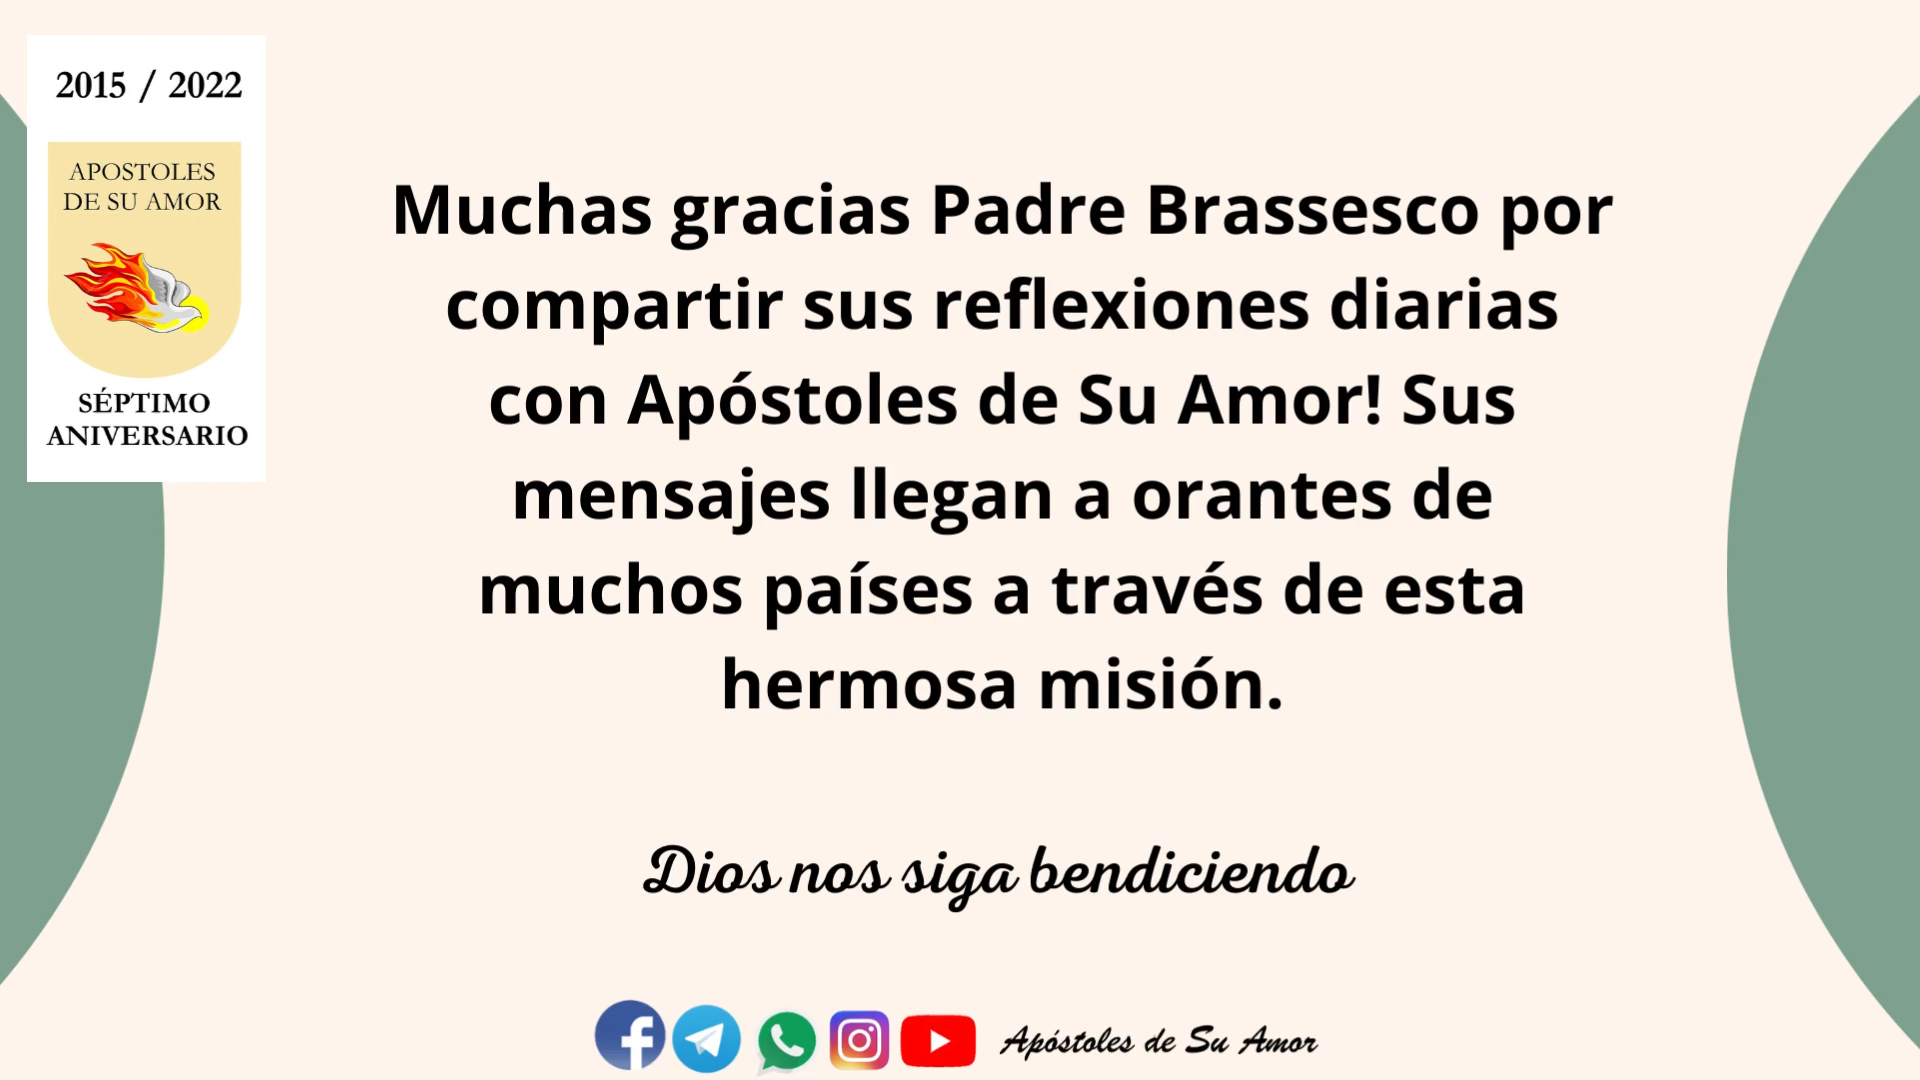 2015 / 2022
APOSTOLES
DE SU AMOR
SÉPTIMO
ANIVERSARIO
Muchas gracias Padre Brassesco por
compartir sus reflexiones diarias
con Apóstoles de Su Amor! Sus
mensajes llegan a orantes de
muchos países a través de esta
hermosa misión.
Dios nos siga bendiciendo
Apóstoles de Su Amor